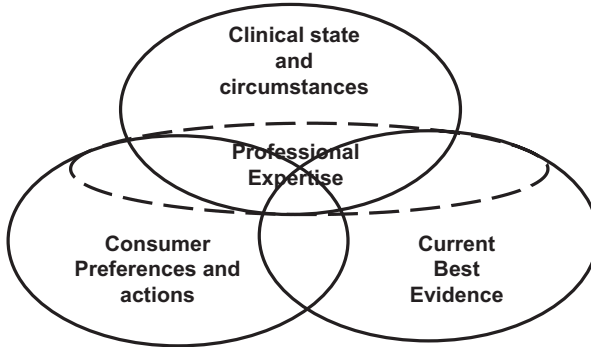 Clinical state
and
circumstances
Professional
Expertise
Consumer
Preferences and
actions
Current
Best
Evidence